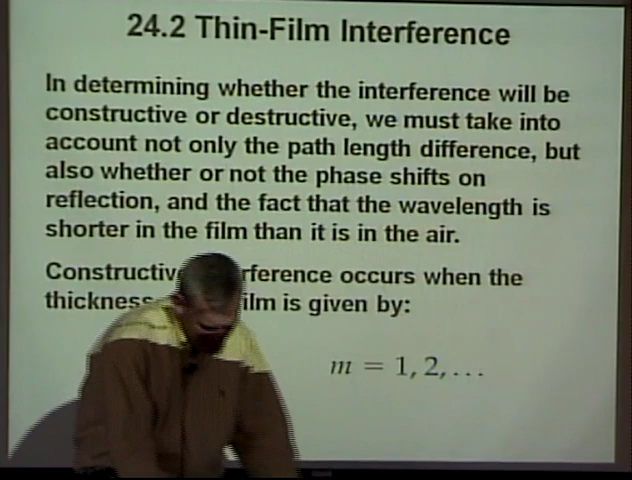 24.2 Thin-Film Interference
In determining whether the interference will be
constructive or destructive, we must take into
account not only the path length difference, but
also whether or not the phase shifts on
reflection, and the fact that the wavelength is
shorter in the film than it is in the air.
Constructiv rference occurs when the
thickness ilm is given by:
m = 1, 2, . . .